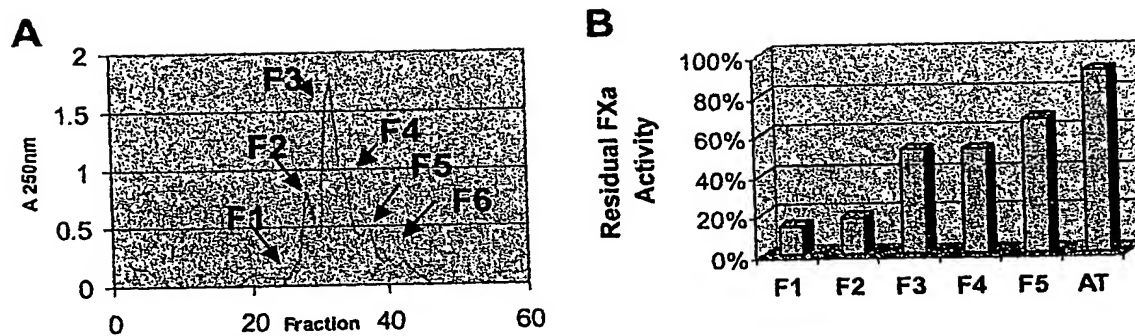 A
A 250nm
2
1.5
1
0.5
0
F3
F2
F4
F5
F1
F6
0
20
Fraction
40
60
B
Residual FXa
Activity
100%
80%
60%
40%
20%
0%
F1
F2
F3
F4
F5
AT